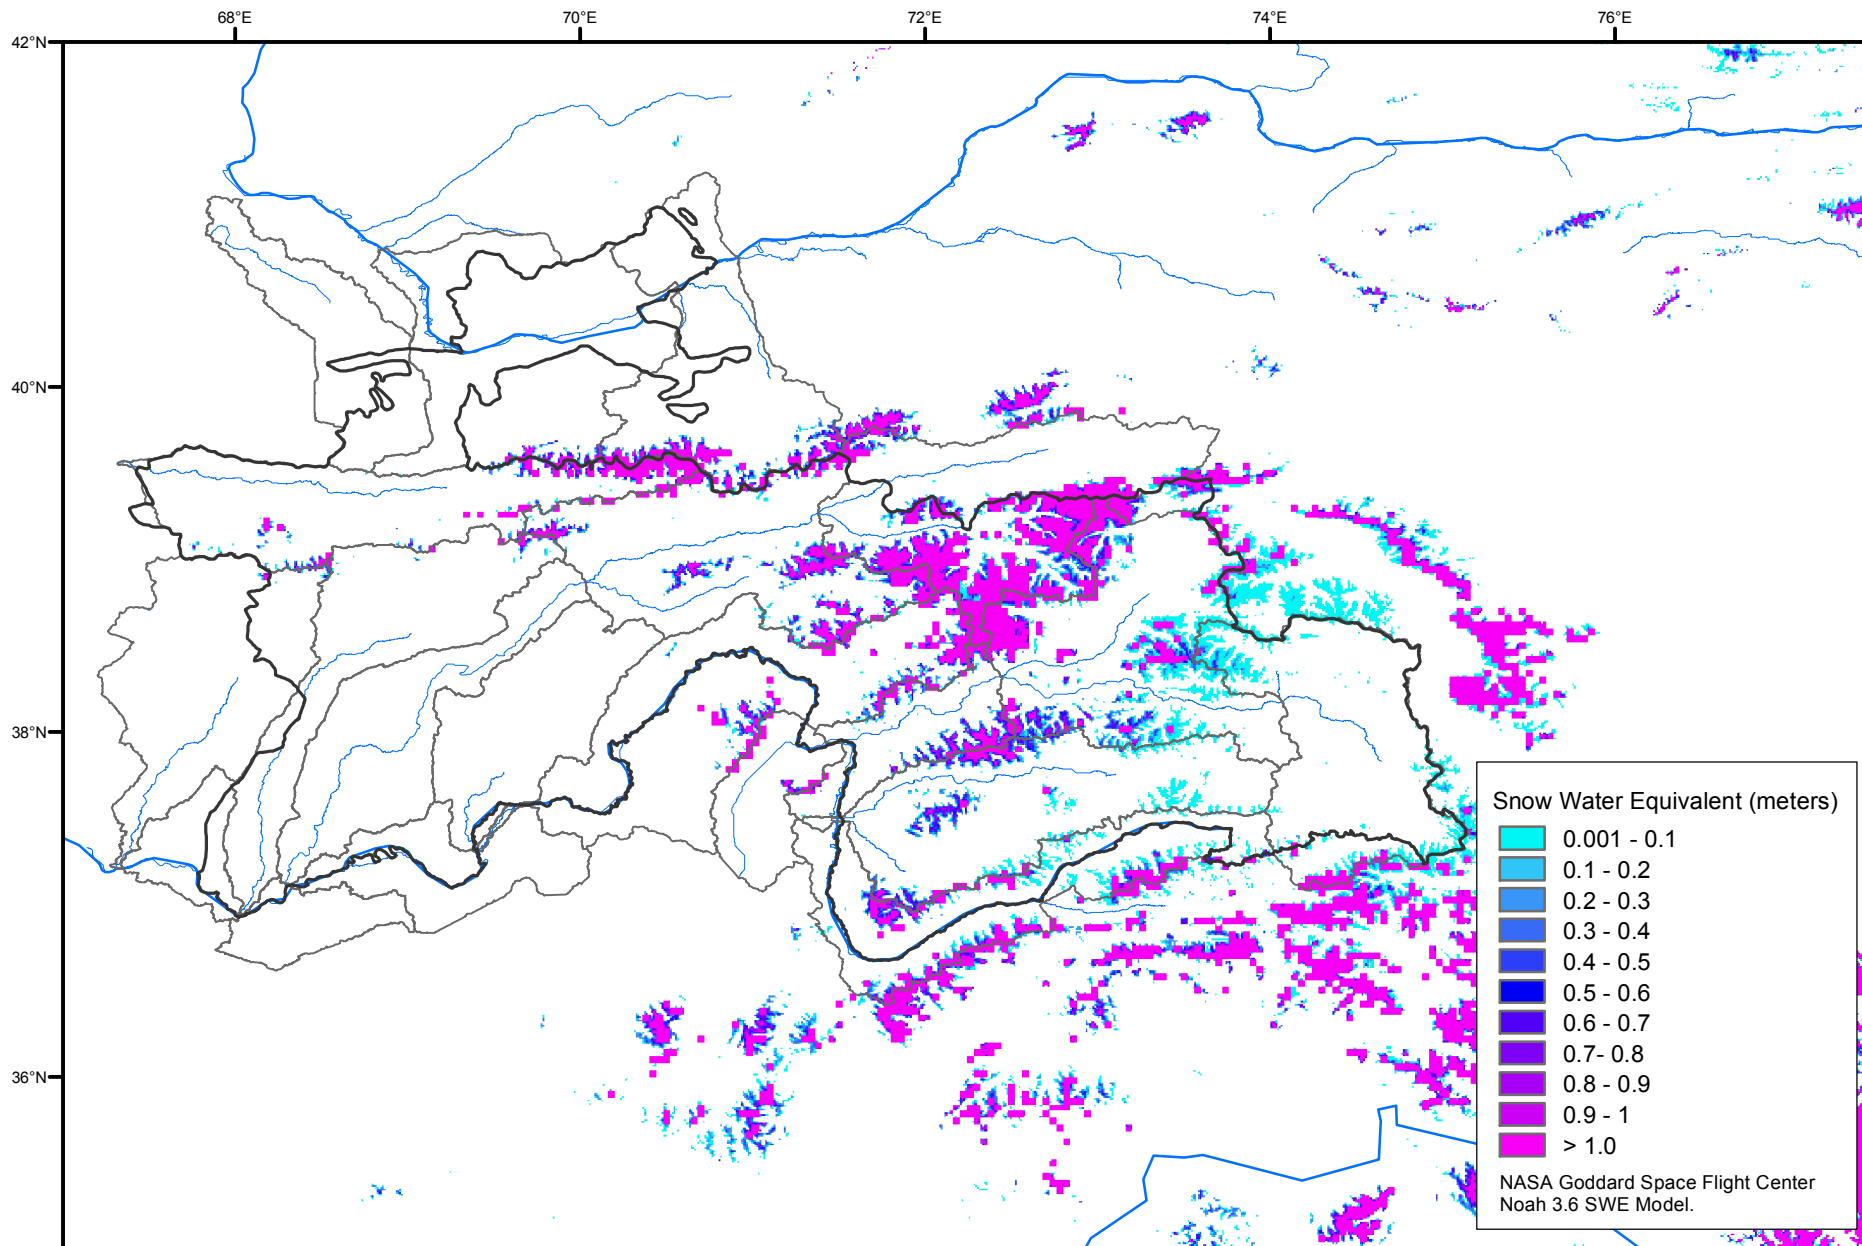 68°E 70°E 72°E 74°E 76°E
42°N
40°N
38°N
36°N
Snow Water Equivalent (meters)
0.001 - 0.1
0.1 - 0.2
0.2 - 0.3
0.3 - 0.4
0.4 - 0.5
0.5 - 0.6
0.6 - 0.7
0.7- 0.8
0.8 - 0.9
0.9 - 1
> 1.0
NASA Goddard Space Flight Center
Noah 3.6 SWE Model.